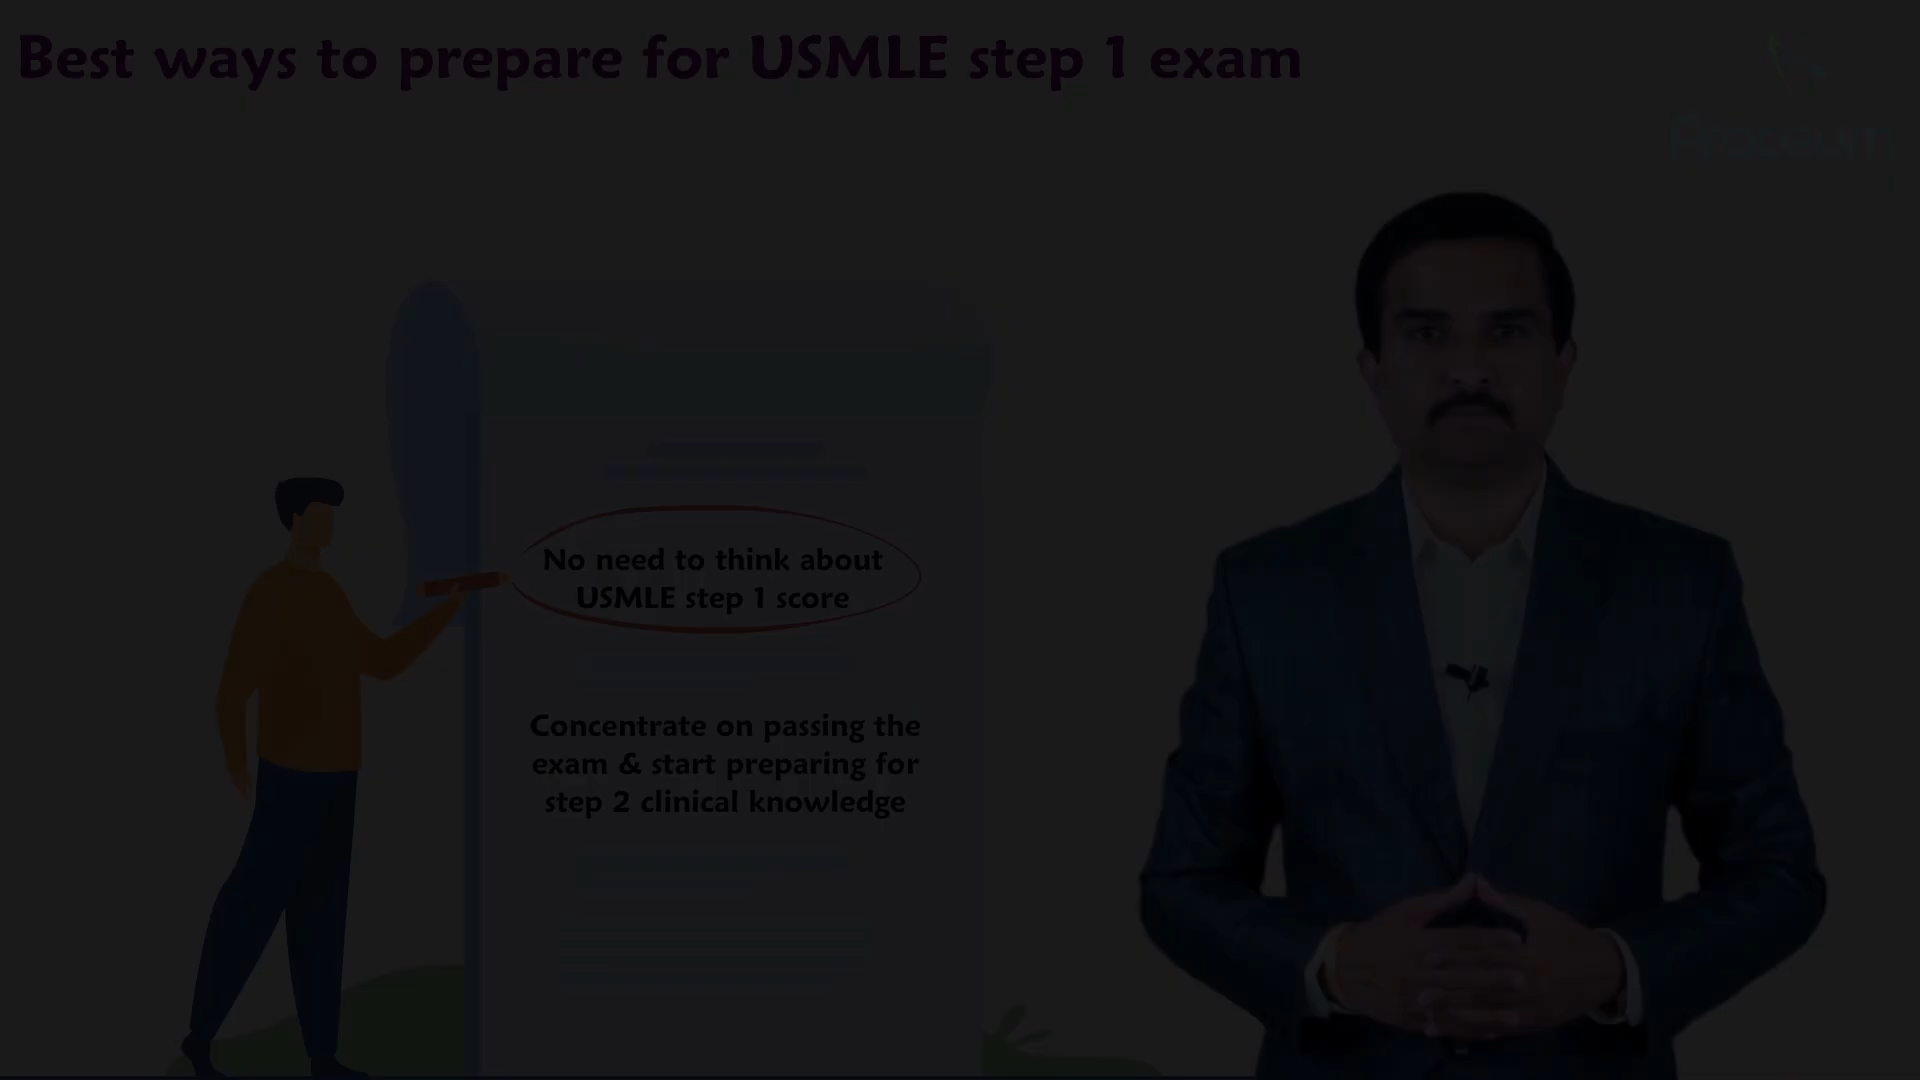 Best ways to prepare for USMLE step 1 exam
No need to think about
USMLE step 1 score
Concentrate on passing the
exam & start preparing for
step 2 clinical knowledge